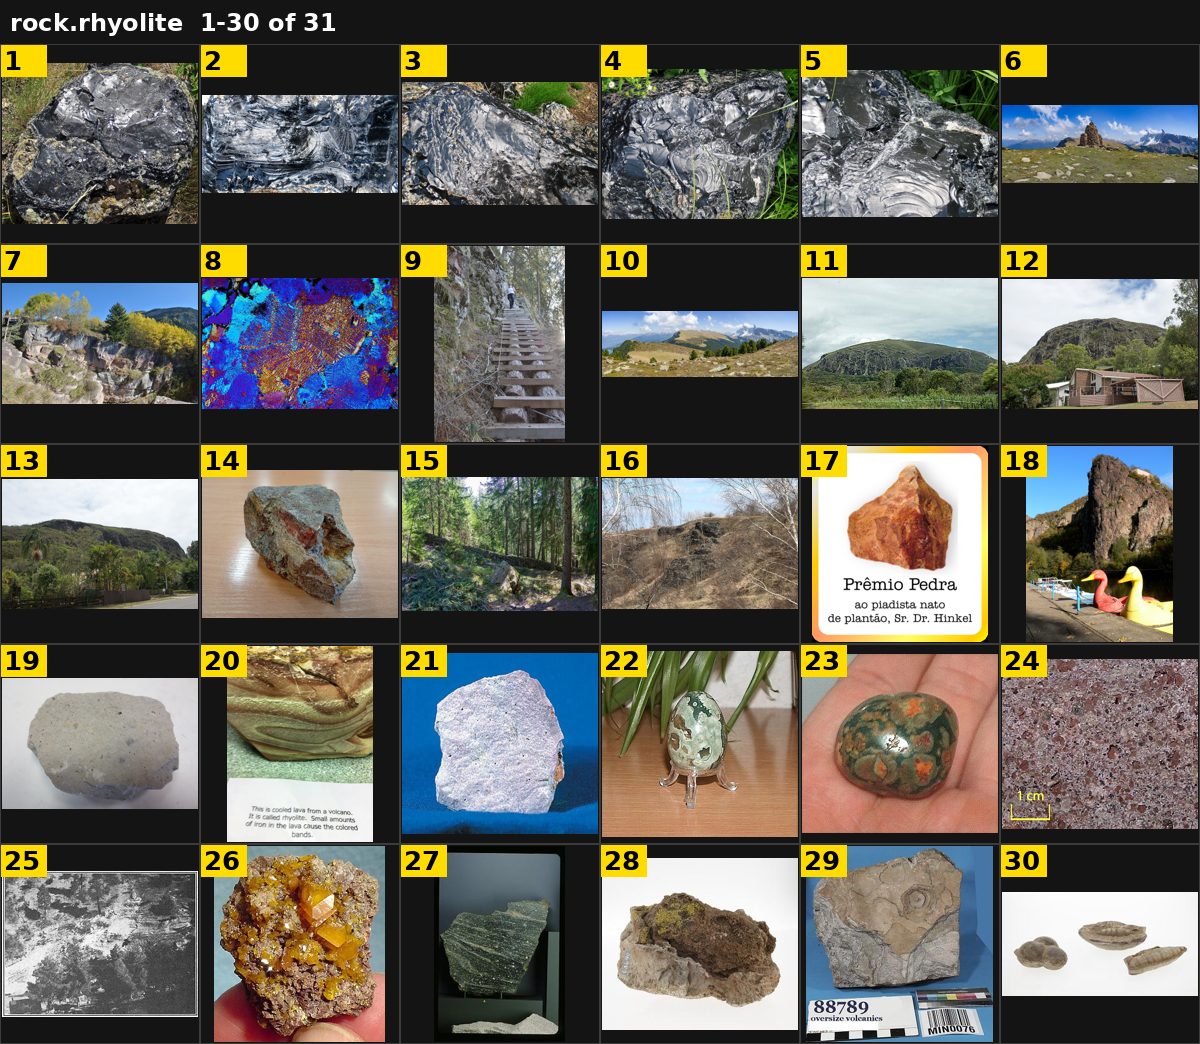 rock.rhyolite 1-30 of 31
1
2
3
4
5
6
7
8
9
10
11
12
13
14
15
16
17
18
Prêmio Pedra
ao piadista nato
de plantão, Sr. Dr. Hinkel
19
20
21
22
23
24
This is cooled lava from a volcano.
It is called rhyolite. Small amounts
of iron in the lava cause the colored
bands.
1 cm
25
26
27
28
29
30
88789
oversize volcanics
MIN0076